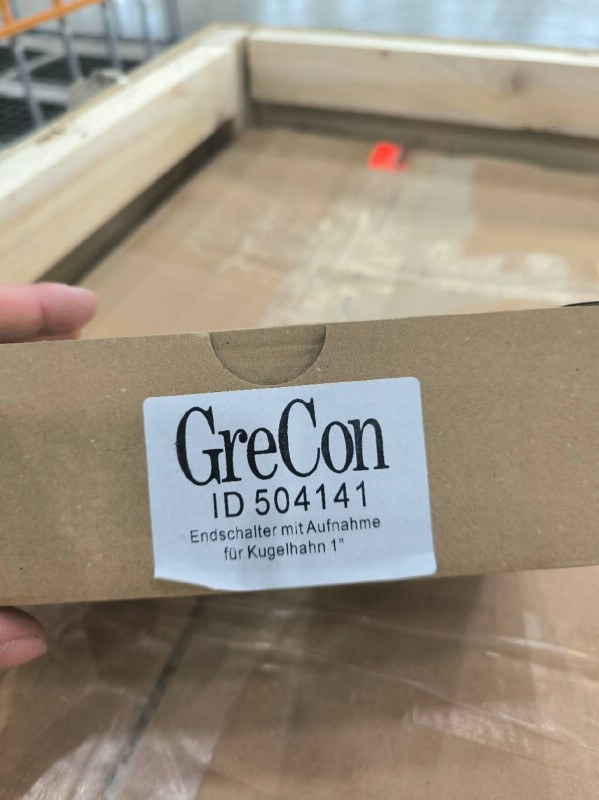 GreCon
ID 504141
Endschalter mit Aufnahme
für Kugelhahn 1"